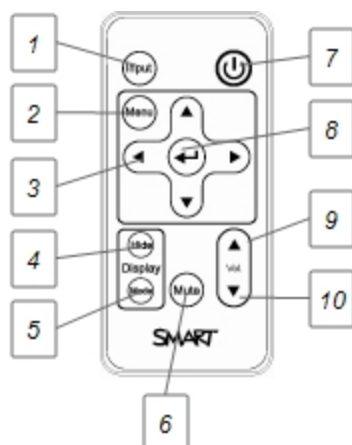 1
Input
7
2
Menu
8
3
4
Hide
Display
9
Vol.
5
Mode
Mute
10
SMART
6